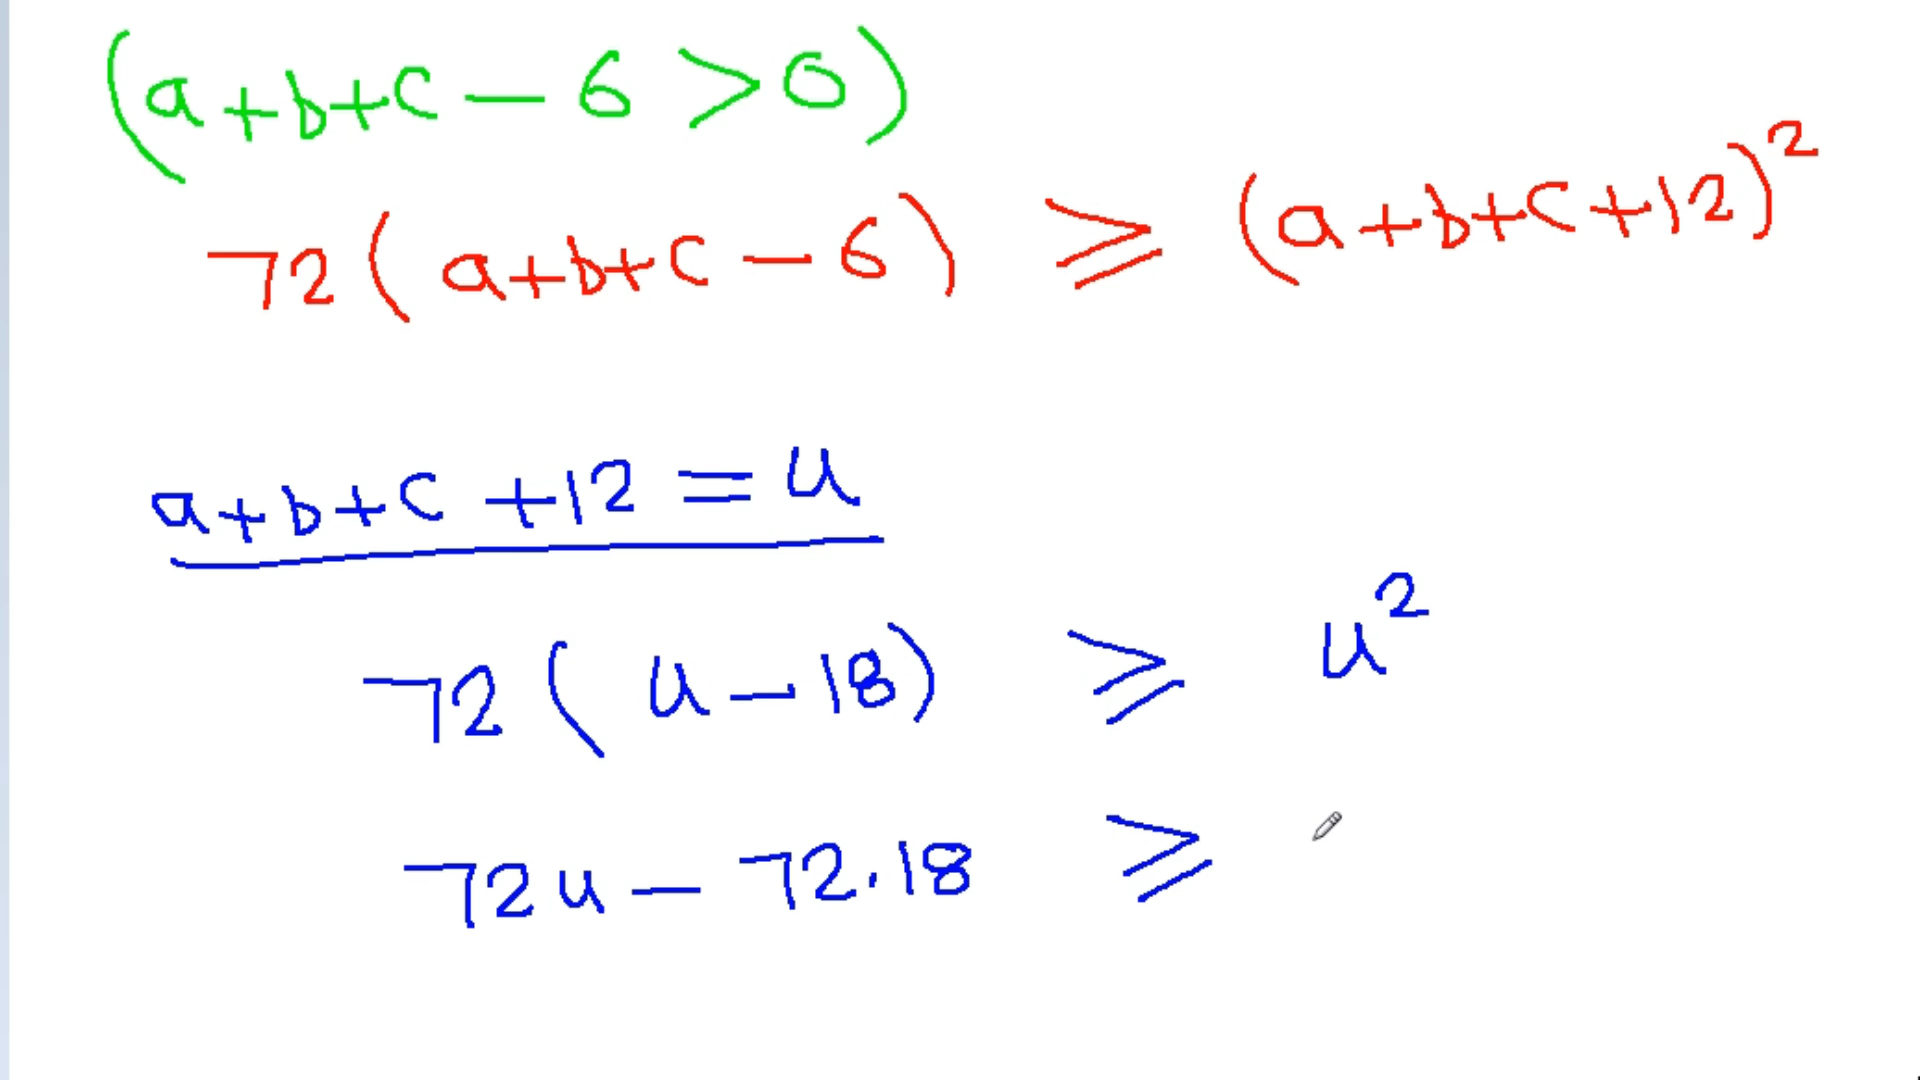 (a+b+c-6>0)
72(a+b+c-6) ⩾ (a+b+c+12)²
a+b+c+12=u
72(u-18) ⩾ u²
72u-72.18 ⩾